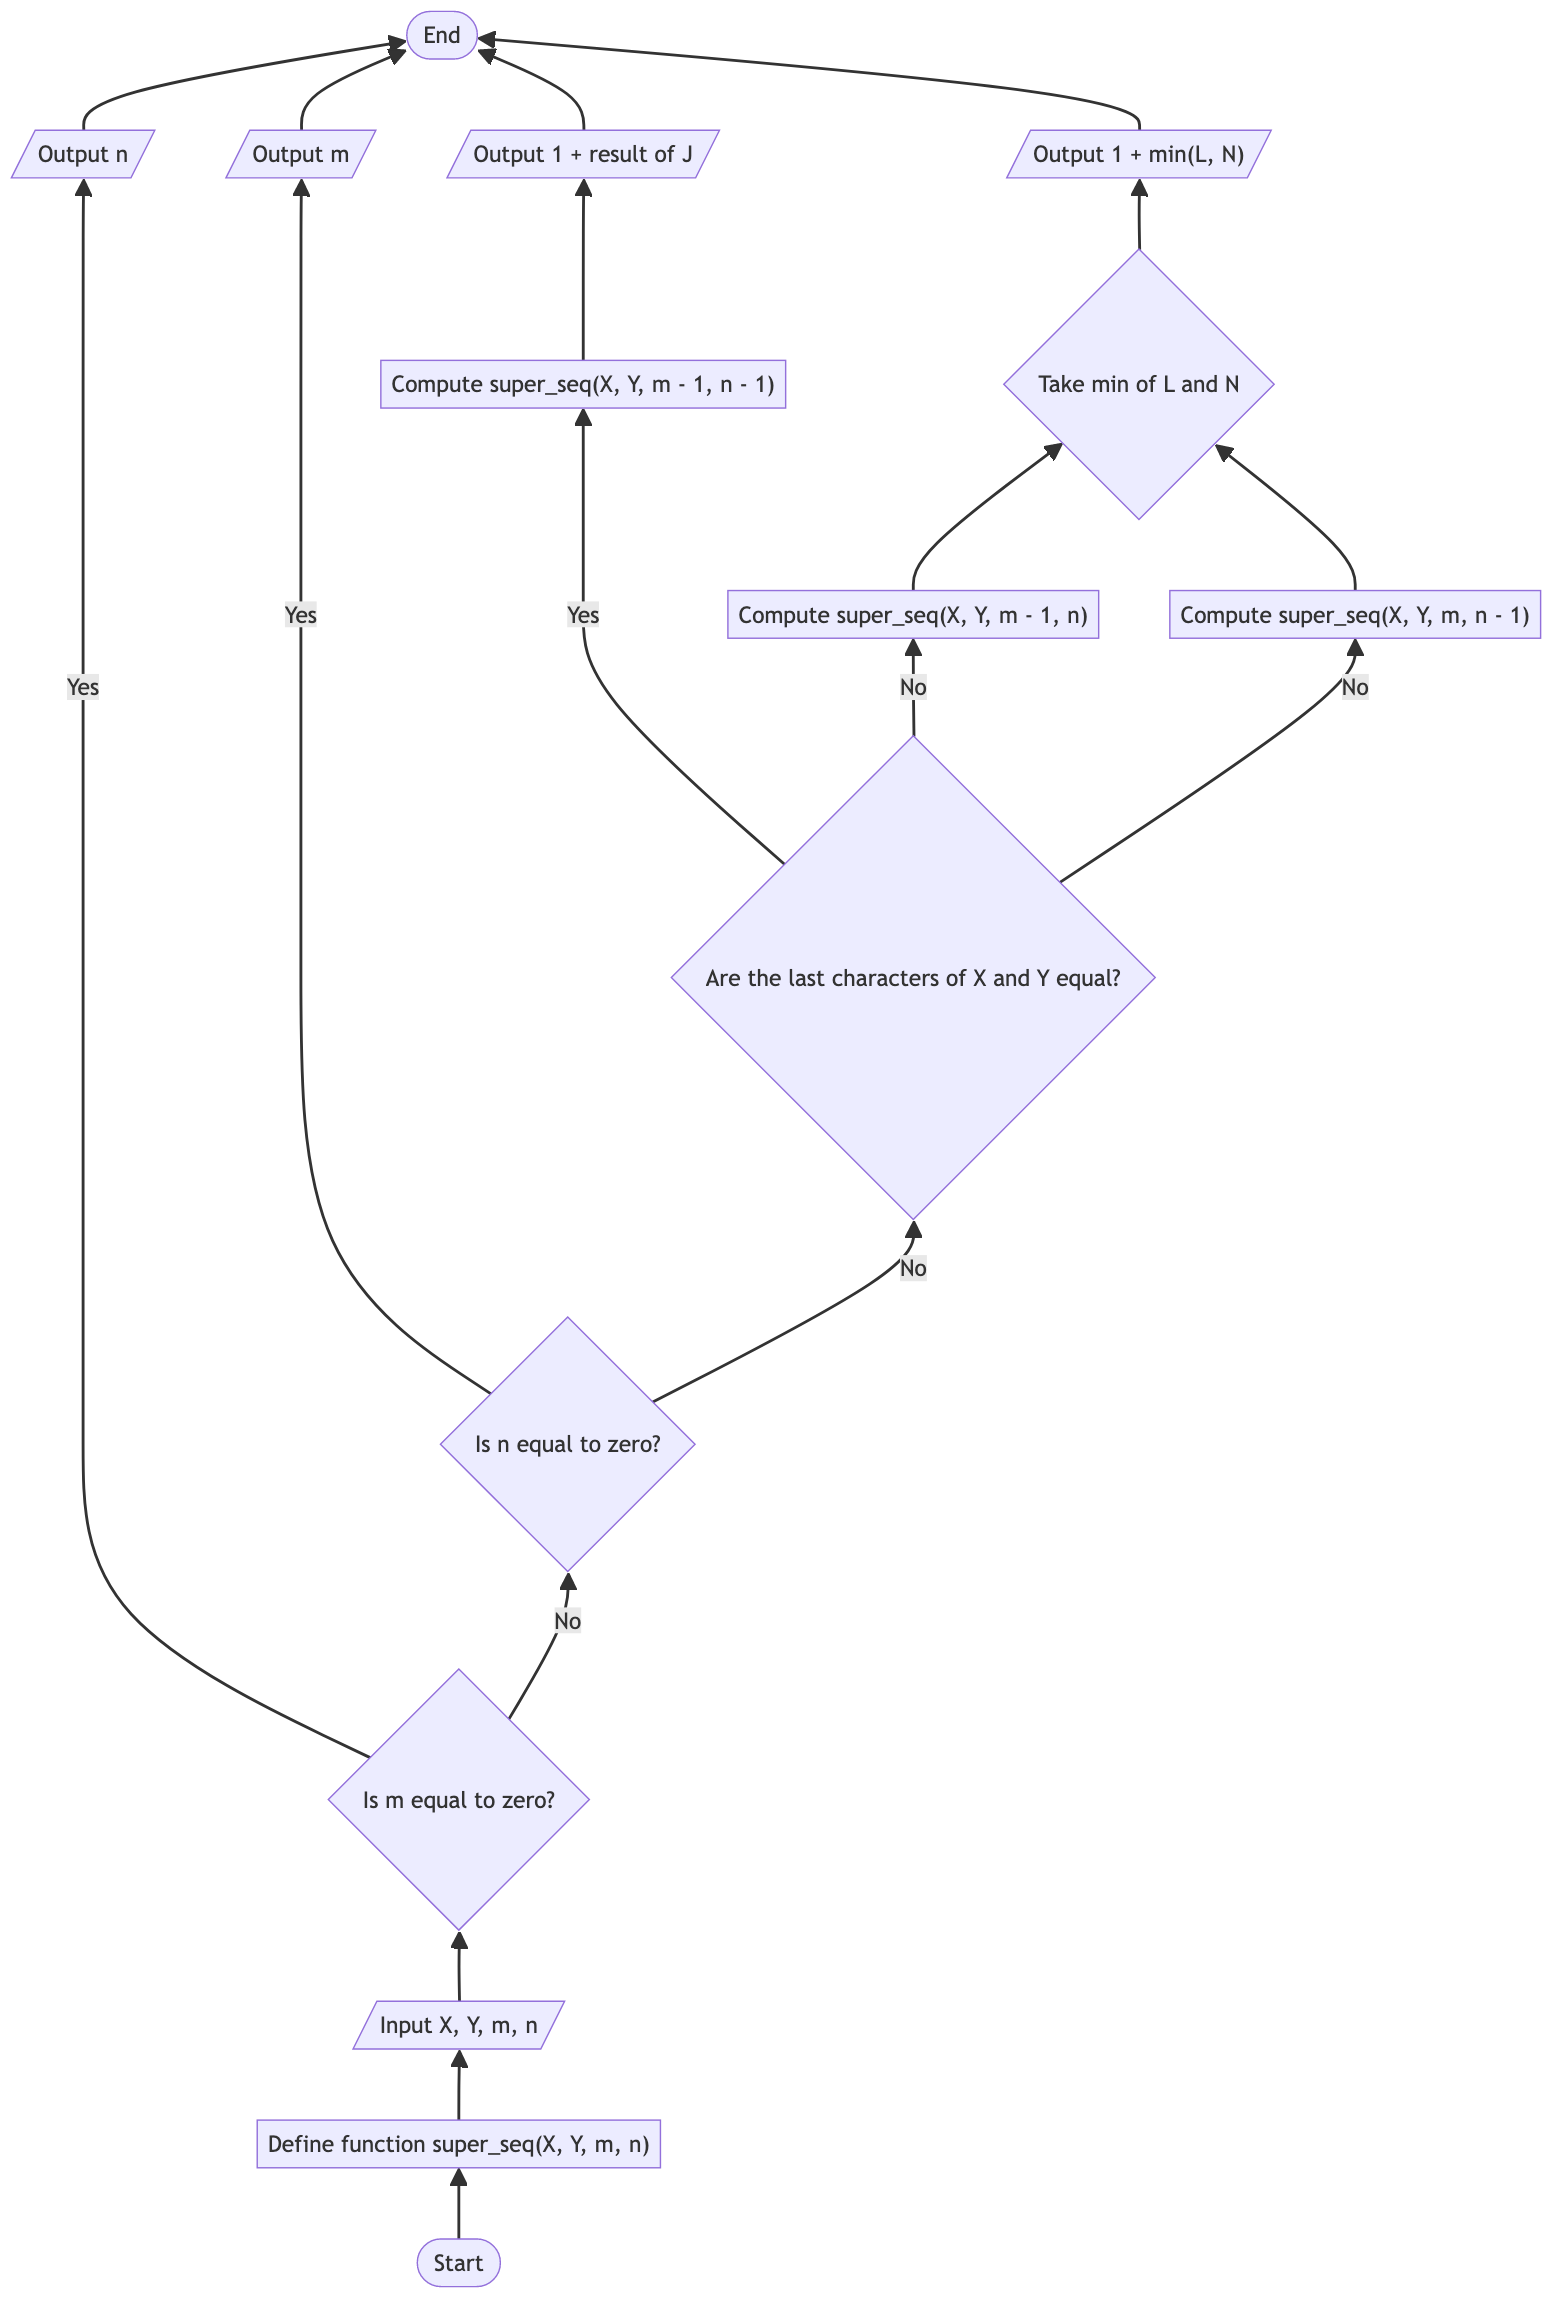 End
Output n
Output m
Output 1 + result of J
Output 1 + min(L, N)
Compute super_seq(X, Y, m - 1, n - 1)
Take min of L and N
Yes
Yes
Compute super_seq(X, Y, m - 1, n)
Compute super_seq(X, Y, m, n - 1)
Yes
No
No
Are the last characters of X and Y equal?
No
Is n equal to zero?
No
Is m equal to zero?
Input X, Y, m, n
Define function super_seq(X, Y, m, n)
Start